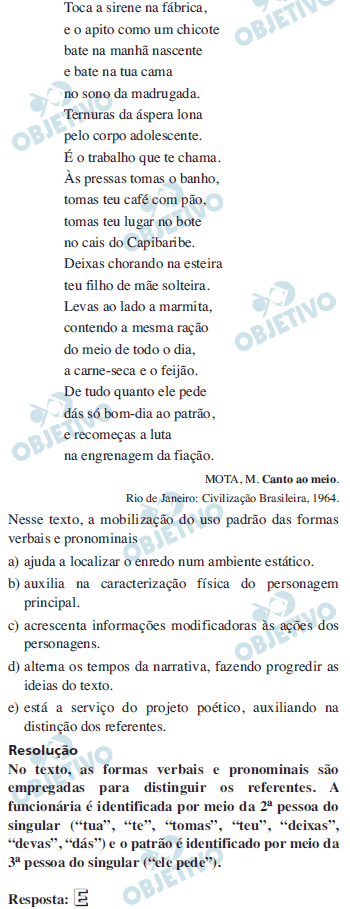 Toca a sirene na fábrica,
e o apito como um chicote
bate na manhã nascente
e bate na tua cama
no sono da madrugada.
Ternuras da áspera lona
pelo corpo adolescente.
É o trabalho que te chama.
Às pressas tomas o banho,
tomas teu café com pão,
tomas teu lugar no bote
no cais do Capibaribe.
Deixas chorando na esteira
teu filho de mãe solteira.
Levas ao lado a marmita,
contendo a mesma ração
do meio de todo o dia,
a carne-seca e o feijão.
De tudo quanto ele pede
dás só bom-dia ao patrão,
e recomeças a luta
na engrenagem da fiação.
MOTA, M. Canto ao meio.
Rio de Janeiro: Civilização Brasileira, 1964.
Nesse texto, a mobilização do uso padrão das formas
verbais e pronominais
a) ajuda a localizar o enredo num ambiente estático.
b) auxilia na caracterização física do personagem
principal.
c) acrescenta informações modificadoras às ações dos
personagens.
d) alterna os tempos da narrativa, fazendo progredir as
ideias do texto.
e) está a serviço do projeto poético, auxiliando na
distinção dos referentes.
Resolução
No texto, as formas verbais e pronominais são
empregadas para distinguir os referentes. A
funcionária é identificada por meio da 2ª pessoa do
singular (“tua”, “te”, “tomas”, “teu”, “deixas”,
“devas”, “dás”) e o patrão é identificado por meio da
3ª pessoa do singular (“ele pede”).
Resposta: E
OBJETIVO
OBJETIVO
OBJETIVO
OBJETIVO
OBJETIVO
OBJETIVO
OBJETIVO
OBJETIVO
OBJETIVO